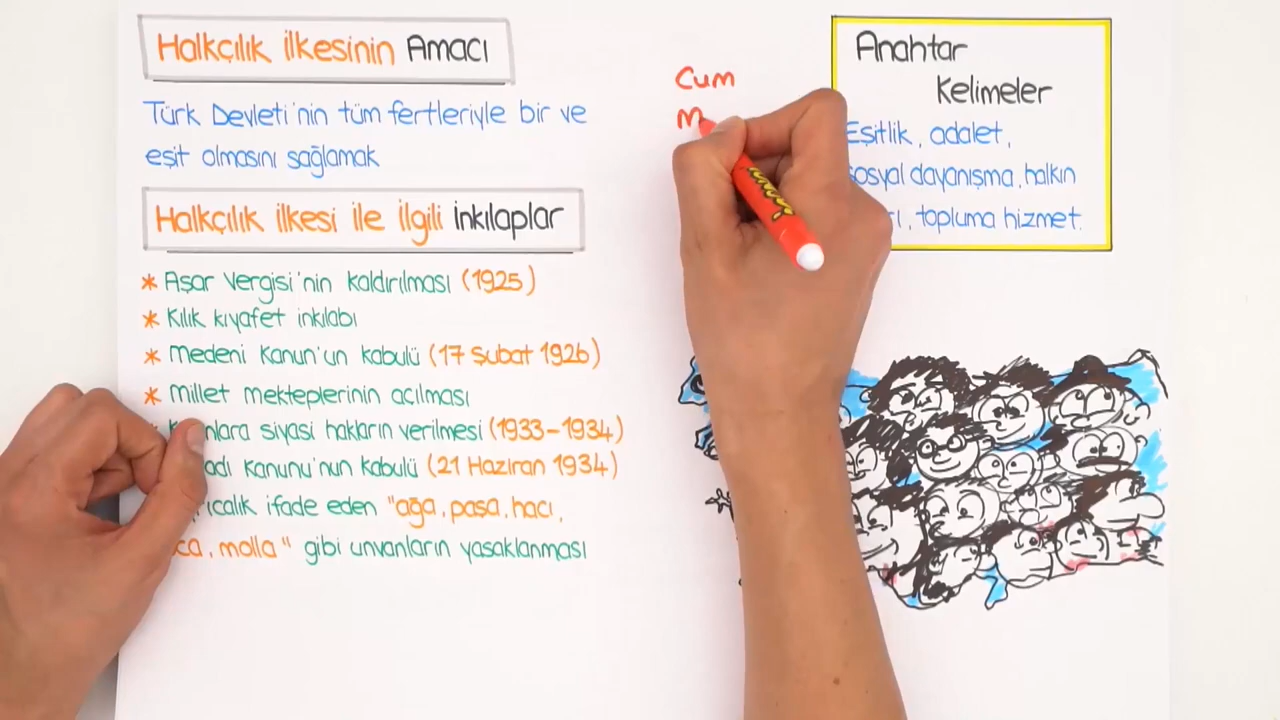 Halkçılık İlkesinin Amacı
Türk Devleti'nin tüm fertleriyle bir ve
eşit olmasını sağlamak
Halkçılık İlkesi ile İlgili İnkılaplar
* Aşar Vergisi'nin kaldırılması (1925)
* Kılık kıyafet inkılabı
* Medeni Kanun'un kabulü (17 Şubat 1926)
* Millet mekteplerinin açılması
siyasi hakların verilmesi (1933-1934)
Kanunu'nun kabulü (21 Haziran 1934)
ifade eden "ağa, paşa, hacı,
molla" gibi unvanların yasaklanması
Cum
M
Anahtar
Kelimeler
Eşitlik, adalet,
sosyal dayanışma, halkın
, topluma hizmet.